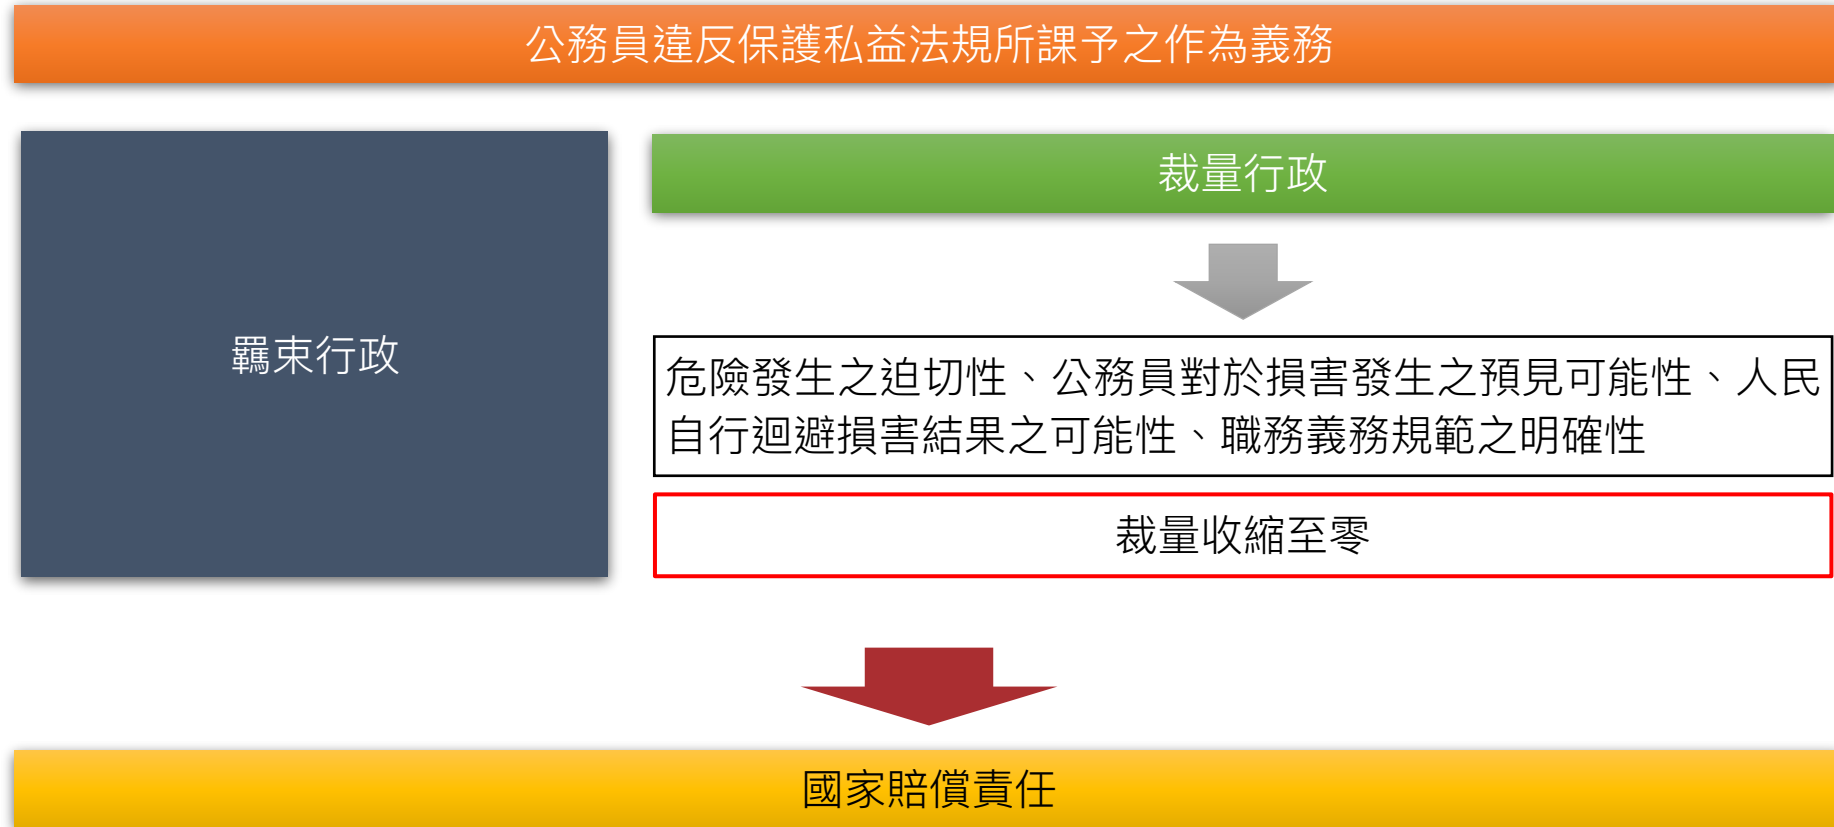 公務員違反保護私益法規所課予之作為義務
羈束行政
裁量行政
危險發生之迫切性、公務員對於損害發生之預見可能性、人民
自行迴避損害結果之可能性、職務義務規範之明確性
裁量收縮至零
國家賠償責任